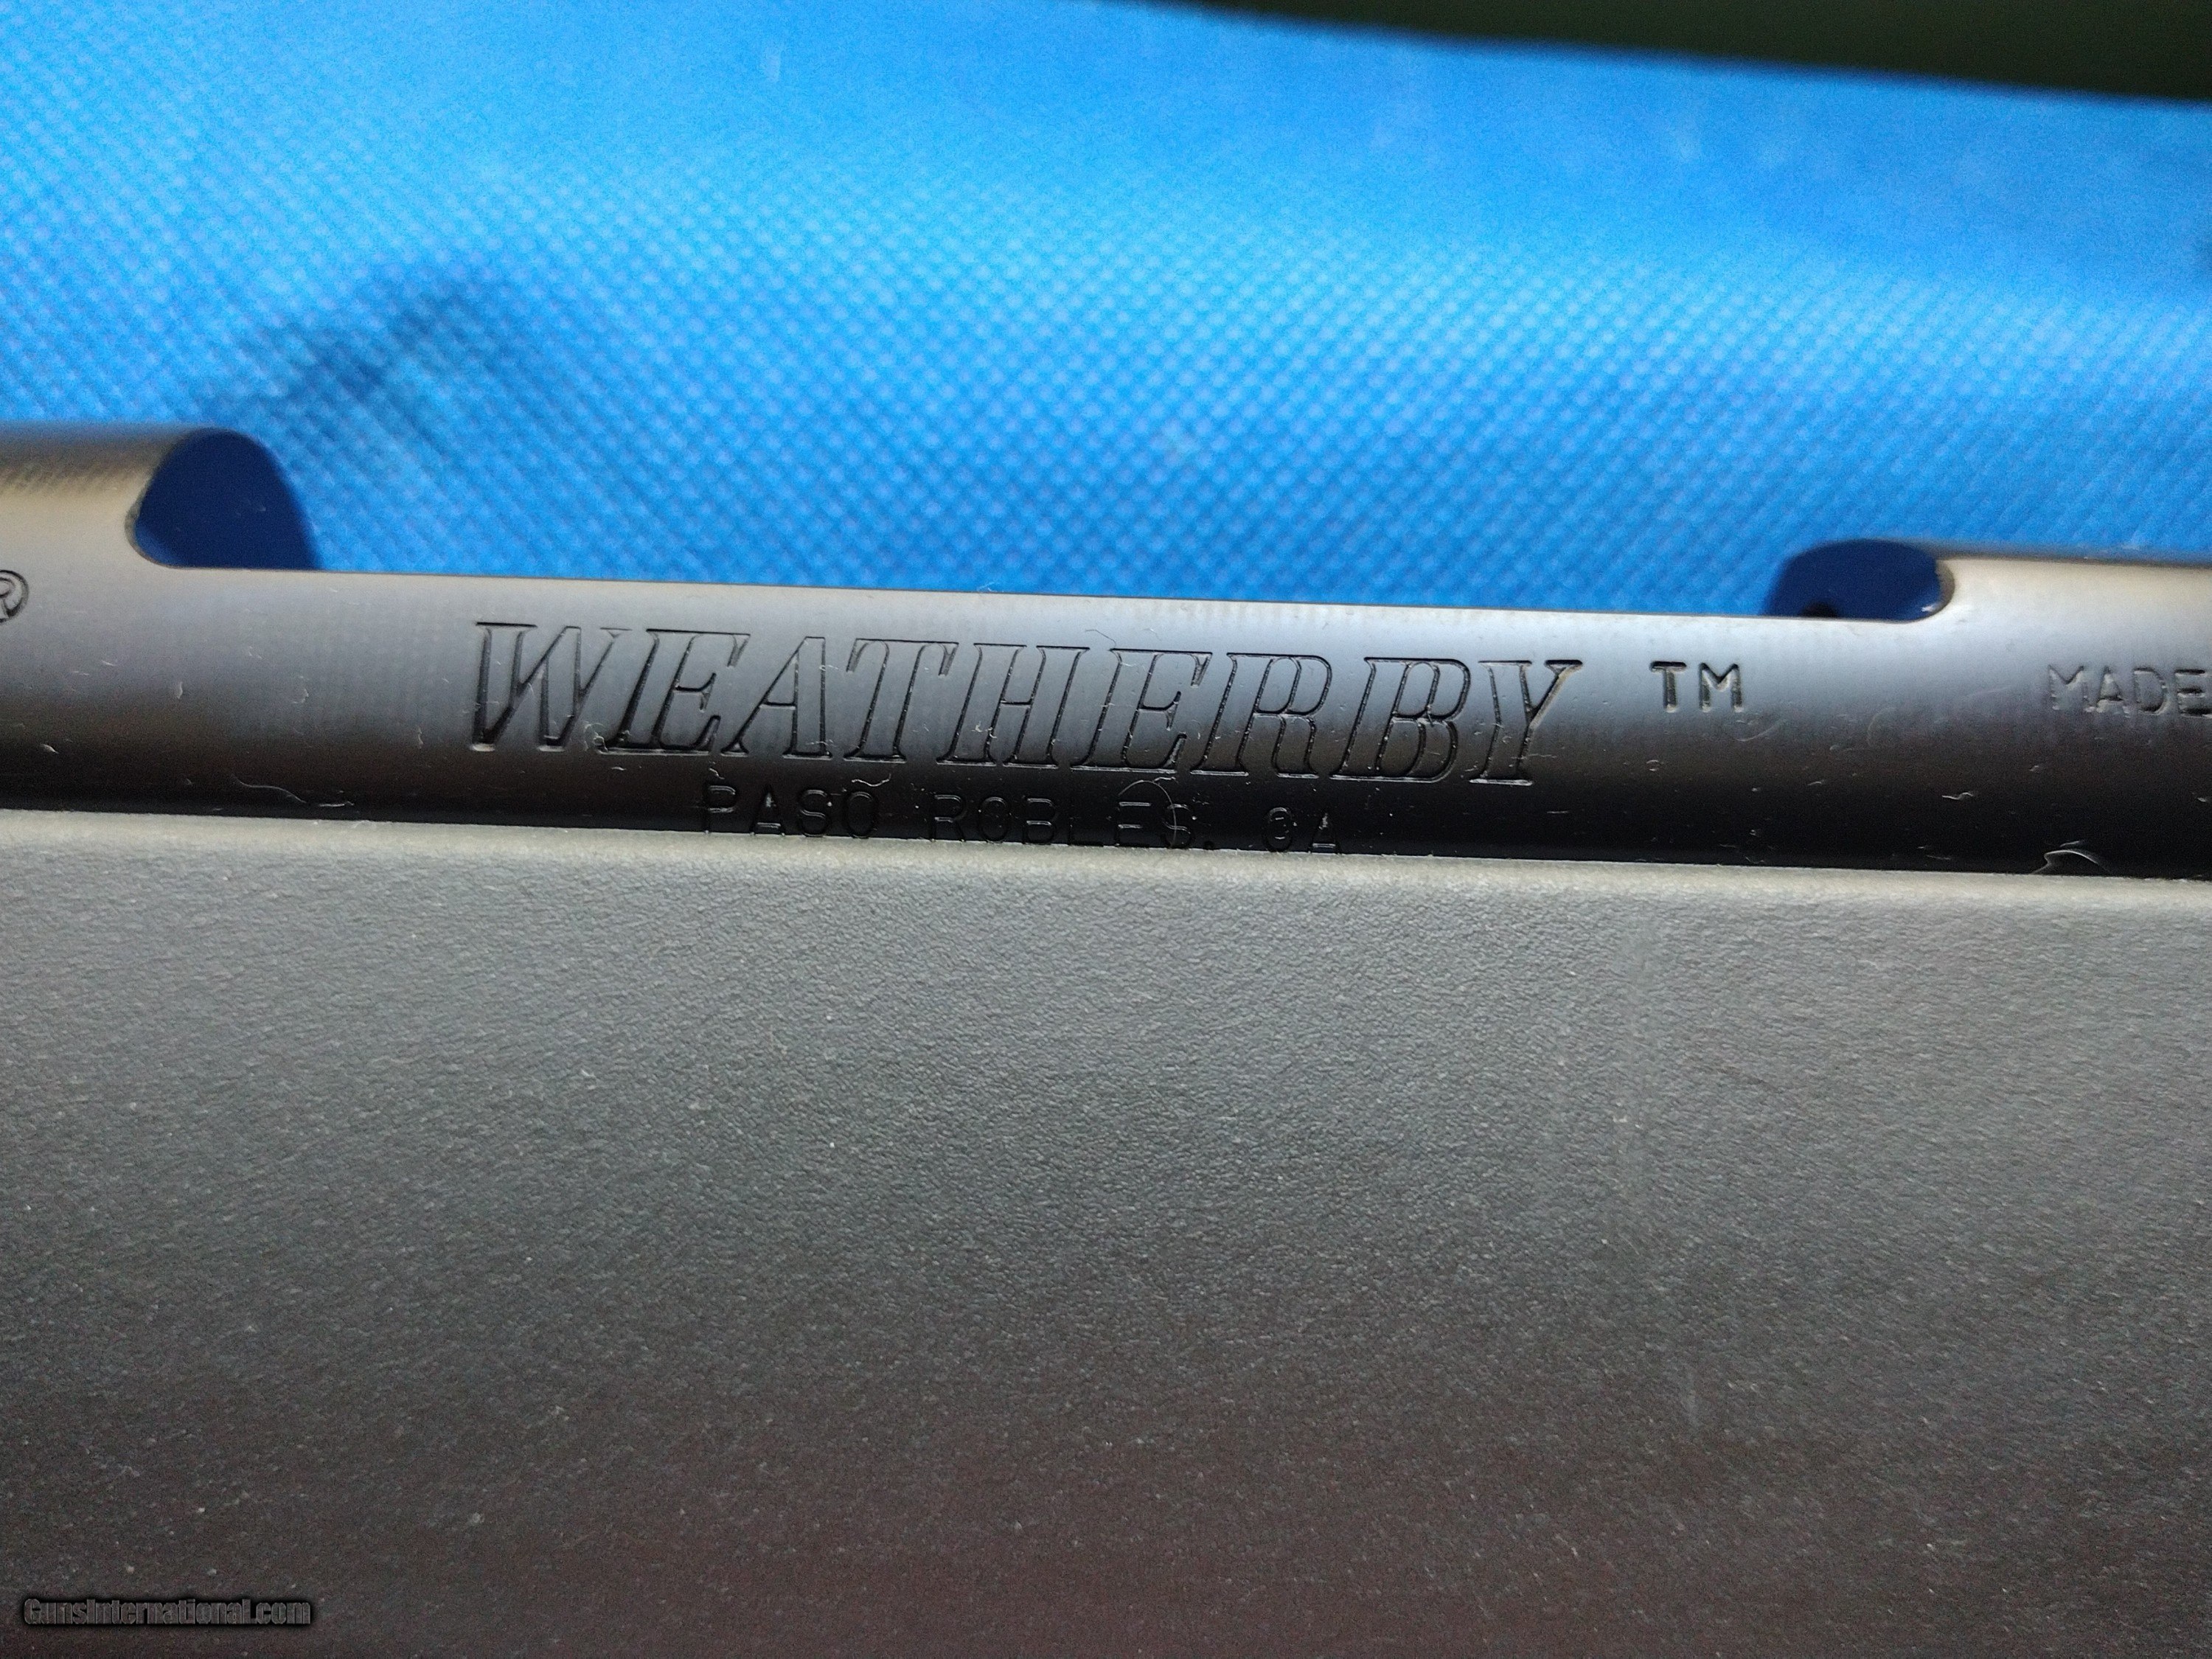 ®
WEATHERBY ™
MADE
PASO ROBLES, CA
GunsInternational.com